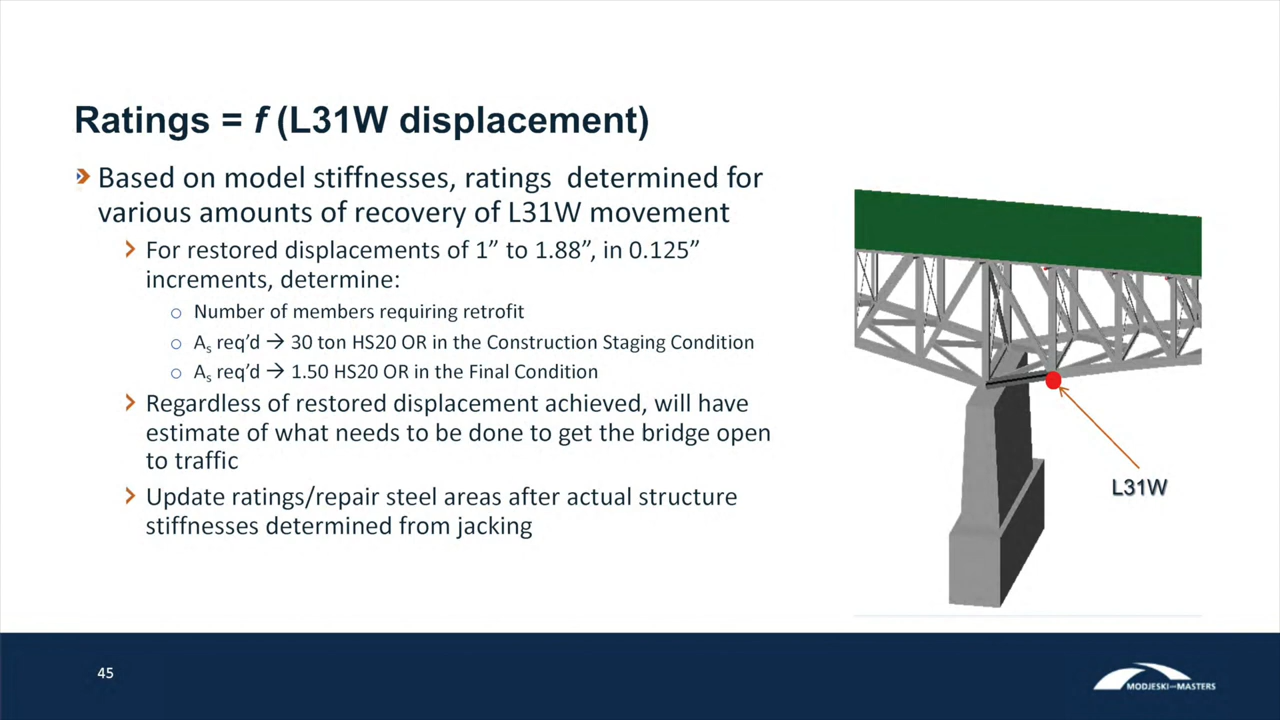 Ratings = f (L31W displacement)
Based on model stiffnesses, ratings determined for
various amounts of recovery of L31W movement
For restored displacements of 1” to 1.88”, in 0.125”
increments, determine:
Number of members requiring retrofit
As req’d → 30 ton HS20 OR in the Construction Staging Condition
As req’d → 1.50 HS20 OR in the Final Condition
Regardless of restored displacement achieved, will have
estimate of what needs to be done to get the bridge open
to traffic
Update ratings/repair steel areas after actual structure
stiffnesses determined from jacking
L31W
45
MODJESKI and MASTERS